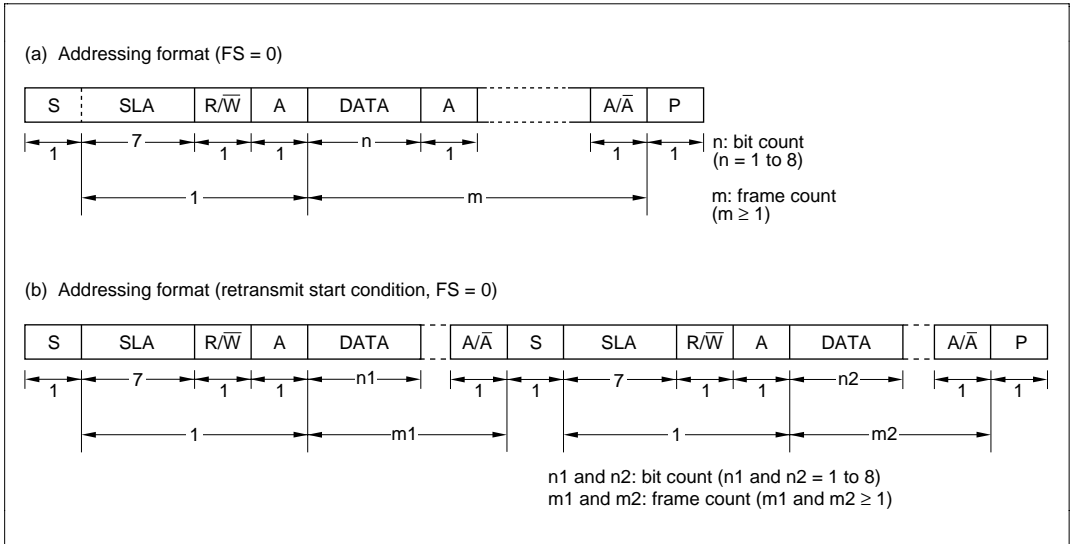 (a) Addressing format (FS = 0)
S SLA R/W̅ A DATA A A/A̅ P
1 7 1 1 n 1 1 1
n: bit count
(n = 1 to 8)
1 m
m: frame count
(m ≥ 1)
(b) Addressing format (retransmit start condition, FS = 0)
S SLA R/W̅ A DATA A/A̅ S SLA R/W̅ A DATA A/A̅ P
1 7 1 1 n1 1 1 7 1 1 n2 1 1
1 m1 1 m2
n1 and n2: bit count (n1 and n2 = 1 to 8)
m1 and m2: frame count (m1 and m2 ≥ 1)